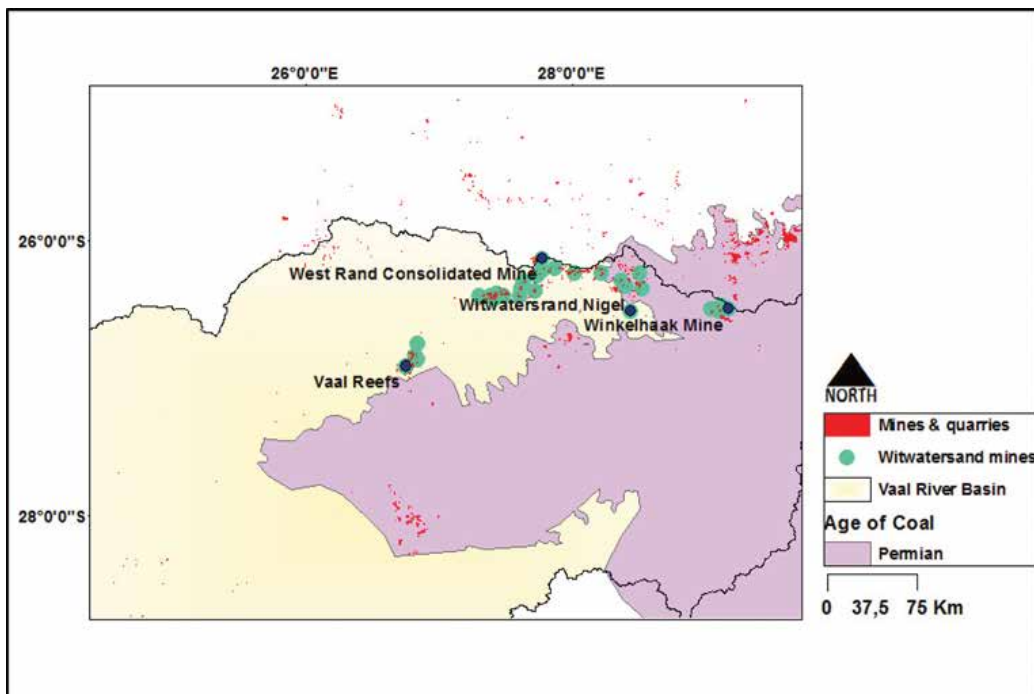 26°0'0"E
28°0'0"E
26°0'0"S
West Rand Consolidated Mine
Witwatersrand Nigel
Winkelhaak Mine
Vaal Reefs
28°0'0"S
NORTH
Mines & quarries
Witwatersand mines
Vaal River Basin
Age of Coal
Permian
0 37,5 75 Km